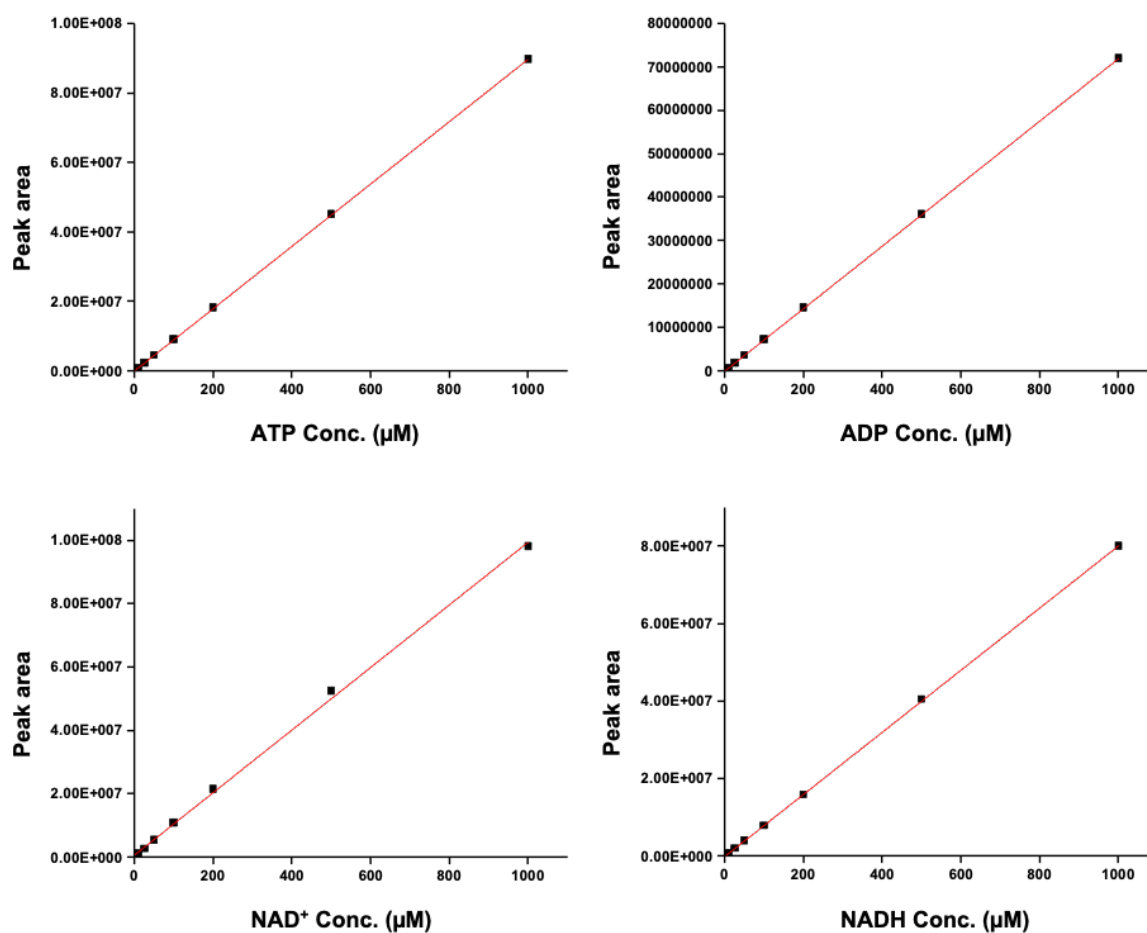 Peak area
1.00E+008
8.00E+007
6.00E+007
4.00E+007
2.00E+007
0.00E+000
0 200 400 600 800 1000
ATP Conc. (µM)
Peak area
80000000
70000000
60000000
50000000
40000000
30000000
20000000
10000000
0
0 200 400 600 800 1000
ADP Conc. (µM)
Peak area
1.00E+008
8.00E+007
6.00E+007
4.00E+007
2.00E+007
0.00E+000
0 200 400 600 800 1000
NAD⁺ Conc. (µM)
Peak area
8.00E+007
6.00E+007
4.00E+007
2.00E+007
0.00E+000
0 200 400 600 800 1000
NADH Conc. (µM)